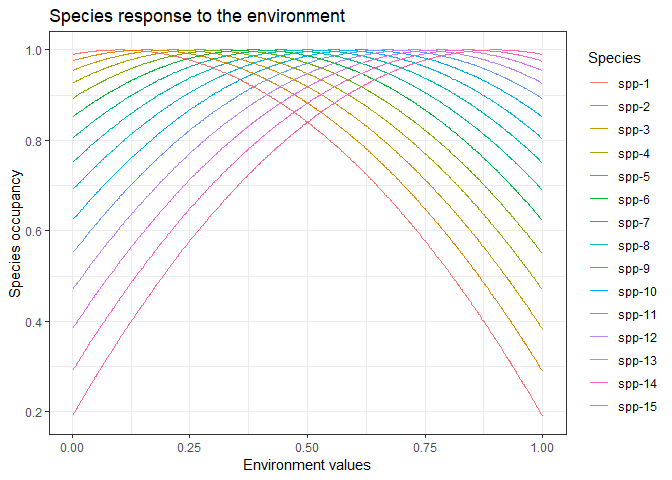 Species response to the environment
Species occupancy
1.0
0.8
0.6
0.4
0.2
0.00 0.25 0.50 0.75 1.00
Environment values
Species
spp-1
spp-2
spp-3
spp-4
spp-5
spp-6
spp-7
spp-8
spp-9
spp-10
spp-11
spp-12
spp-13
spp-14
spp-15